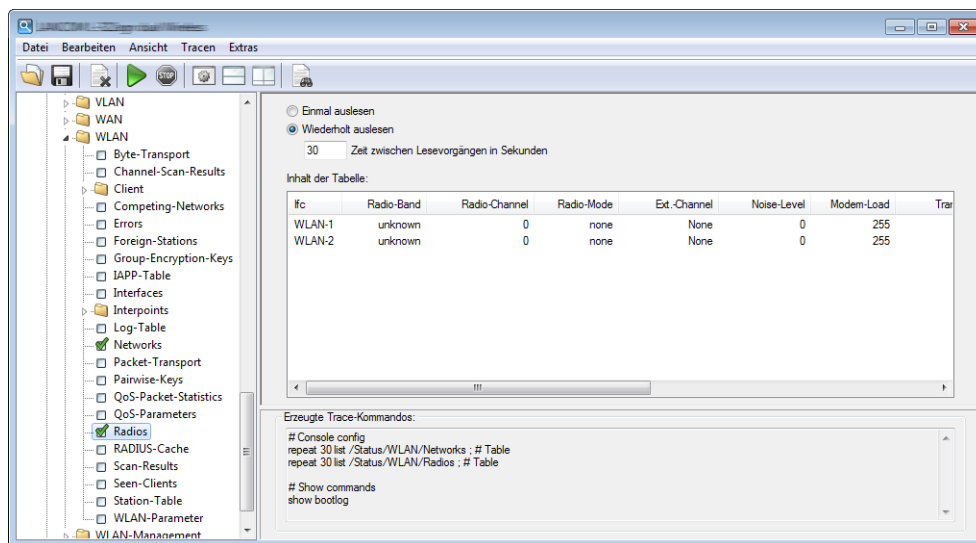 Datei Bearbeiten Ansicht Tracen Extras
STOP
VLAN
WAN
WLAN
Byte-Transport
Channel-Scan-Results
Client
Competing-Networks
Errors
Foreign-Stations
Group-Encryption-Keys
IAPP-Table
Interfaces
Interpoints
Log-Table
Networks
Packet-Transport
Pairwise-Keys
QoS-Packet-Statistics
QoS-Parameters
Radios
RADIUS-Cache
Scan-Results
Seen-Clients
Station-Table
WLAN-Parameter
WLAN-Management
Einmal auslesen
Wiederholt auslesen
30 Zeit zwischen Lesevorgängen in Sekunden
Inhalt der Tabelle:
Ifc Radio-Band Radio-Channel Radio-Mode Ext.-Channel Noise-Level Modem-Load Trar
WLAN-1 unknown 0 none None 0 255
WLAN-2 unknown 0 none None 0 255
Erzeugte Trace-Kommandos:
# Console config
repeat 30 list /Status/WLAN/Networks ; # Table
repeat 30 list /Status/WLAN/Radios ; # Table
# Show commands
show bootlog